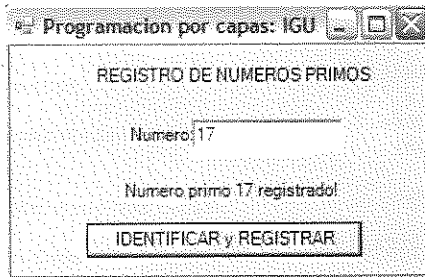 Programacion por capas: IGU
REGISTRO DE NUMEROS PRIMOS
Numero: 17
Numero primo 17 registrado!
IDENTIFICAR y REGISTRAR